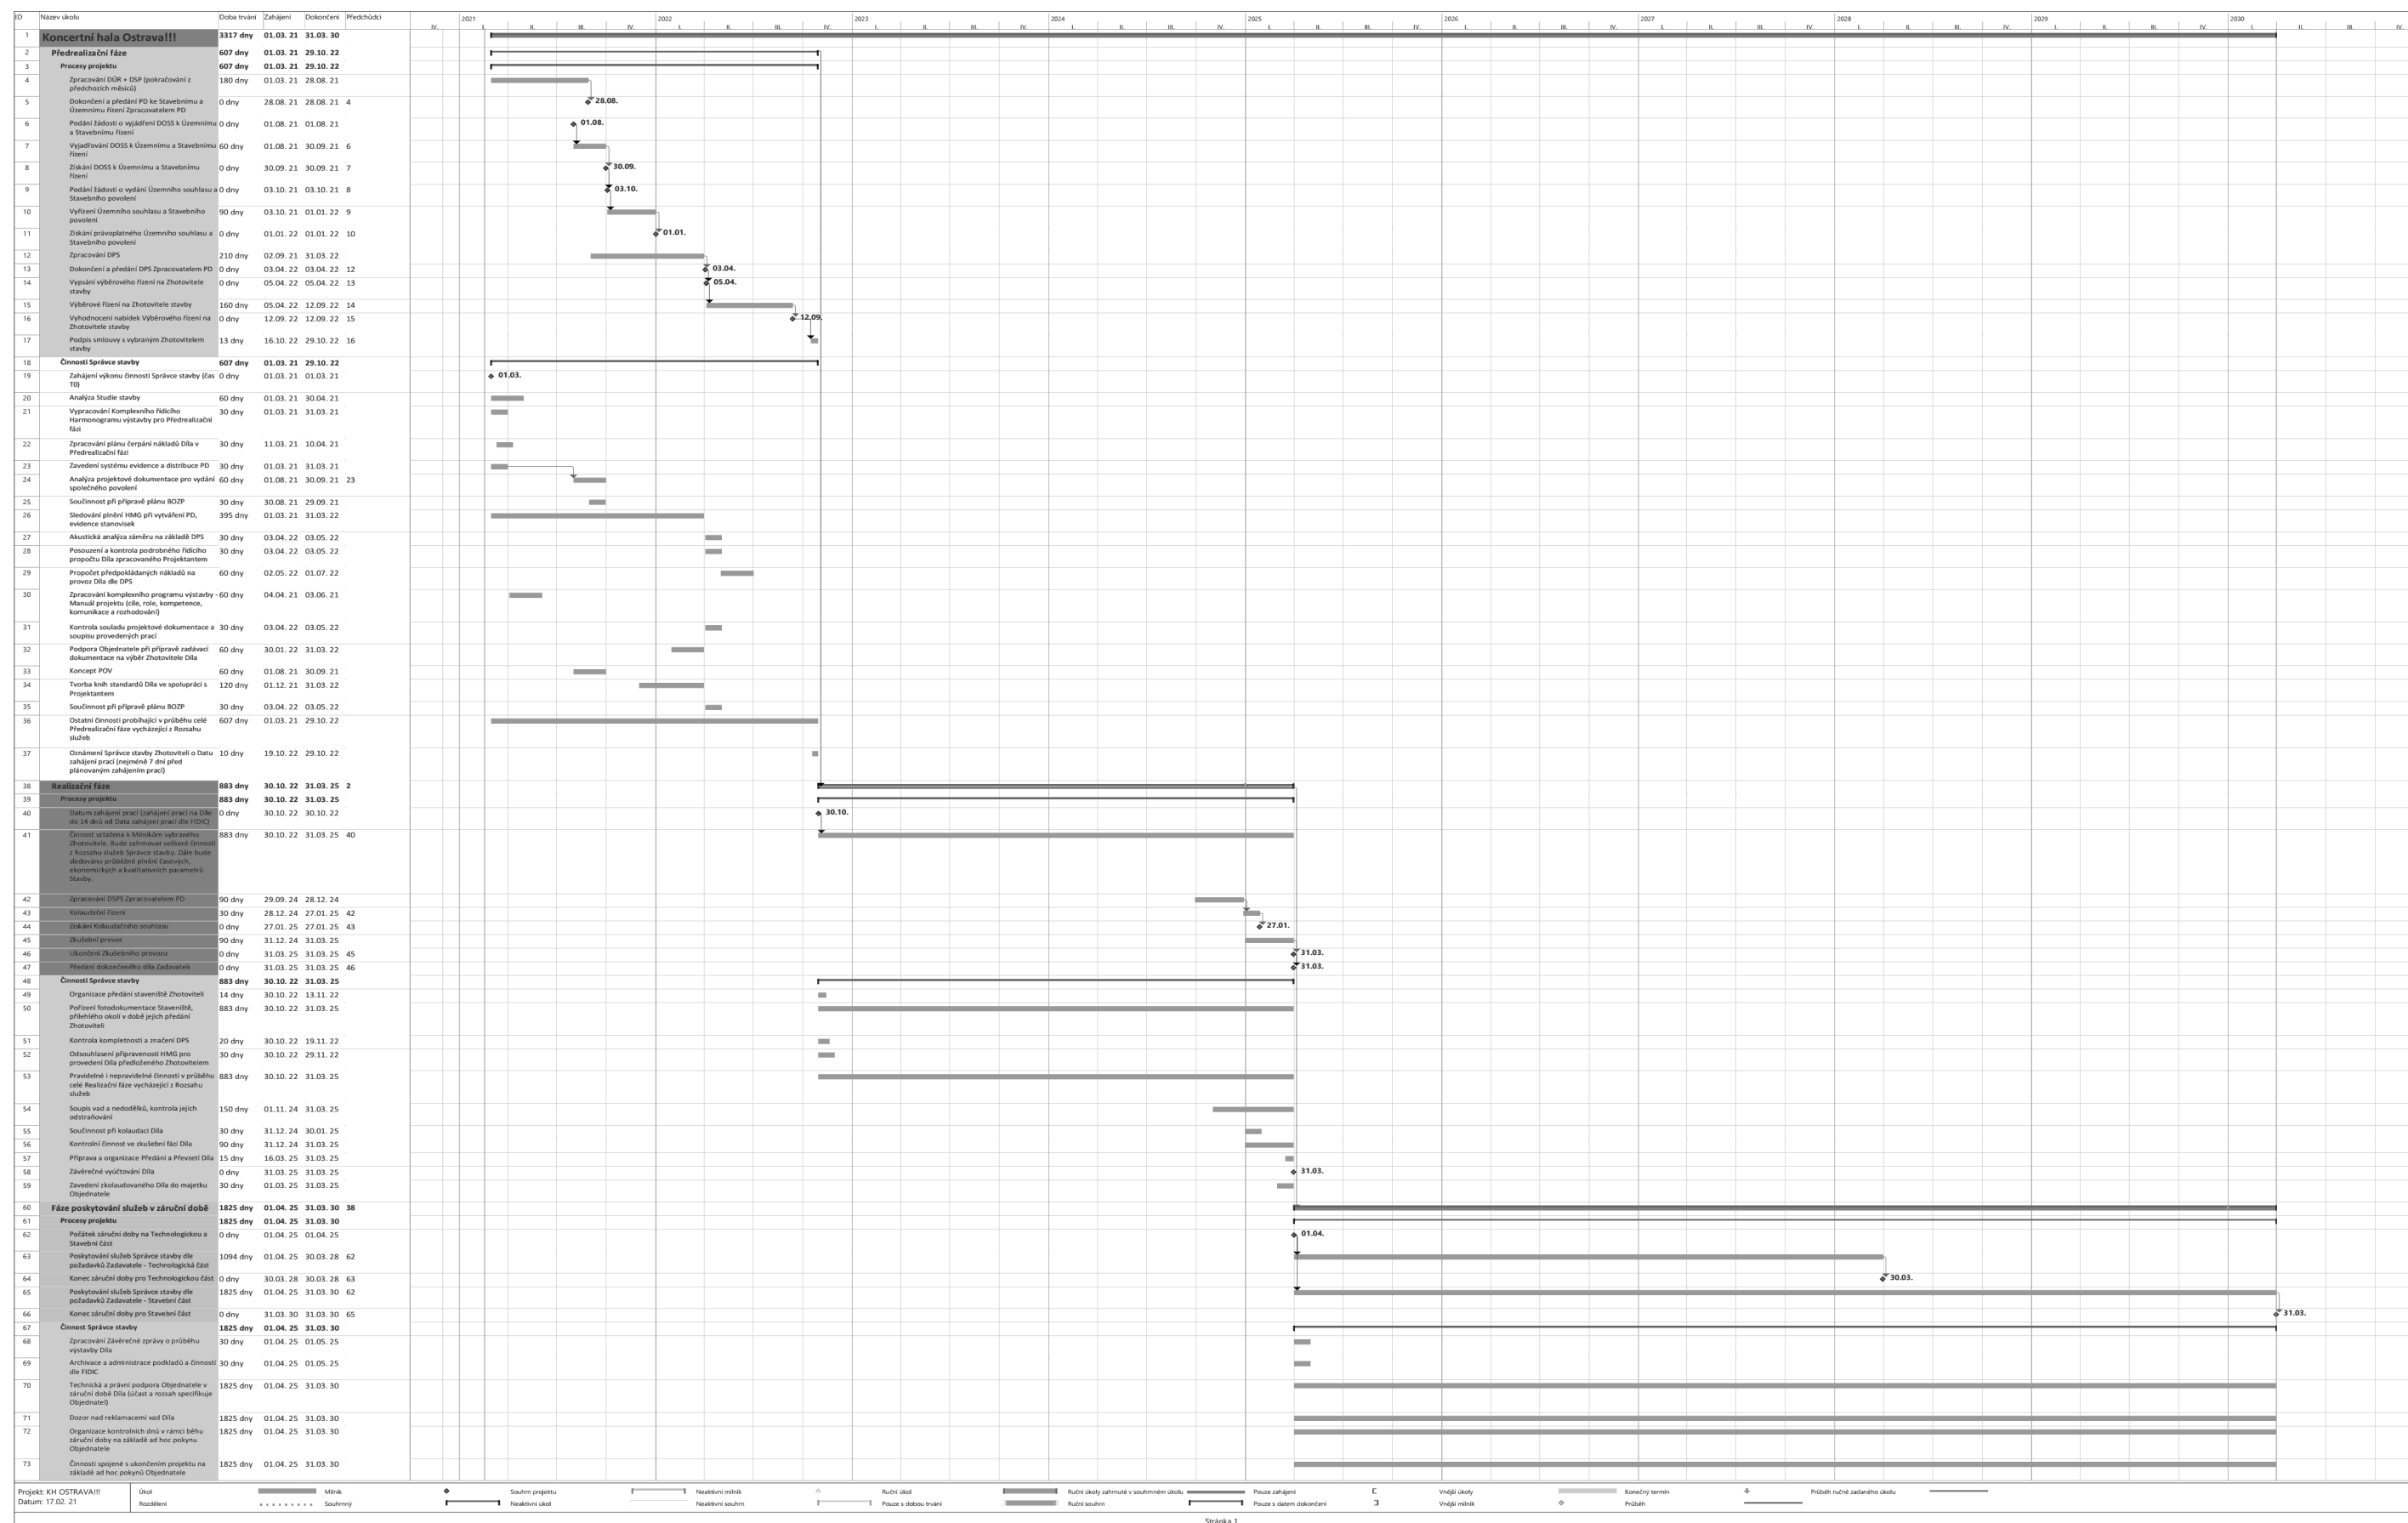 ID Název úkolu Doba trvání Zahájení Dokončení Předchůdci 2021 2022 2023 2024 2025 2026 2027 2028 2029 2030
IV. I. II. III. IV. I. II. III. IV. I. II. III. IV. I. II. III. IV. I. II. III. IV. I. II. III. IV. I. II. III. IV. I. II. III. IV. I. II. III. IV. I. II. III. IV.
1 Koncertní hala Ostrava!!! 3317 dny 01.03. 21 31.03. 30
2 Předrealizační fáze 607 dny 01.03. 21 29.10. 22
3 Procesy projektu 607 dny 01.03. 21 29.10. 22
4 Zpracování DÚR + DSP (pokračování z 180 dny 01.03. 21 28.08. 21
předchozích měsíců)
5 Dokončení a předání PD ke Stavebnímu a 0 dny 28.08. 21 28.08. 21 4 28.08.
Územnímu řízení Zpracovatelem PD
6 Podání žádosti o vyjádření DOSS k Územnímu 0 dny 01.08. 21 01.08. 21 01.08.
a Stavebnímu řízení
7 Vyjadřování DOSS k Územnímu a Stavebnímu 60 dny 01.08. 21 30.09. 21 6
řízení
8 Získání DOSS k Územnímu a Stavebnímu 0 dny 30.09. 21 30.09. 21 7 30.09.
řízení
9 Podání žádosti o vydání Územního souhlasu a 0 dny 03.10. 21 03.10. 21 8 03.10.
Stavebního povolení
10 Vyřízení Územního souhlasu a Stavebního 90 dny 03.10. 21 01.01. 22 9
povolení
11 Získání právoplatného Územního souhlasu a 0 dny 01.01. 22 01.01. 22 10 01.01.
Stavebního povolení
12 Zpracování DPS 210 dny 02.09. 21 31.03. 22
13 Dokončení a předání DPS Zpracovatelem PD 0 dny 03.04. 22 03.04. 22 12 03.04.
14 Vypsání výběrového řízení na Zhotovitele 0 dny 05.04. 22 05.04. 22 13 05.04.
stavby
15 Výběrové řízení na Zhotovitele stavby 160 dny 05.04. 22 12.09. 22 14
16 Vyhodnocení nabídek Výběrového řízení na 0 dny 12.09. 22 12.09. 22 15 12.09.
Zhotovitele stavby
17 Podpis smlouvy s vybraným Zhotovitelem 13 dny 16.10. 22 29.10. 22 16
stavby
18 Činnosti Správce stavby 607 dny 01.03. 21 29.10. 22
19 Zahájení výkonu činnosti Správce stavby (čas 0 dny 01.03. 21 01.03. 21 01.03.
T0)
20 Analýza Studie stavby 60 dny 01.03. 21 30.04. 21
21 Vypracování Komplexního řídícího 30 dny 01.03. 21 31.03. 21
Harmonogramu výstavby pro Předrealizační
fázi
22 Zpracování plánu čerpání nákladů Díla v 30 dny 11.03. 21 10.04. 21
Předrealizační fázi
23 Zavedení systému evidence a distribuce PD 30 dny 01.03. 21 31.03. 21
24 Analýza projektové dokumentace pro vydání 60 dny 01.08. 21 30.09. 21 23
společného povolení
25 Součinnost při přípravě plánu BOZP 30 dny 30.08. 21 29.09. 21
26 Sledování plnění HMG při vytváření PD, 395 dny 01.03. 21 31.03. 22
evidence stanovisek
27 Akustická analýza záměru na základě DPS 30 dny 03.04. 22 03.05. 22
28 Posouzení a kontrola podrobného řídícího 30 dny 03.04. 22 03.05. 22
propočtu Díla zpracovaného Projektantem
29 Propočet předpokládaných nákladů na 60 dny 02.05. 22 01.07. 22
provoz Díla dle DPS
30 Zpracování komplexního programu výstavby - 60 dny 04.04. 21 03.06. 21
Manuál projektu (cíle, role, kompetence,
komunikace a rozhodování)
31 Kontrola souladu projektové dokumentace a 30 dny 03.04. 22 03.05. 22
soupisu provedených prací
32 Podpora Objednatele při přípravě zadávací 60 dny 30.01. 22 31.03. 22
dokumentace na výběr Zhotovitele Díla
33 Koncept POV 60 dny 01.08. 21 30.09. 21
34 Tvorba knih standardů Díla ve spolupráci s 120 dny 01.12. 21 31.03. 22
Projektantem
35 Součinnost při přípravě plánu BOZP 30 dny 03.04. 22 03.05. 22
36 Ostatní činnosti probíhající v průběhu celé 607 dny 01.03. 21 29.10. 22
Předrealizační fáze vycházející z Rozsahu
služeb
37 Oznámení Správce stavby Zhotoviteli o Datu 10 dny 19.10. 22 29.10. 22
zahájení prací (nejméně 7 dní před
plánovaným zahájením prací)
38 Realizační fáze 883 dny 30.10. 22 31.03. 25 2
39 Procesy projektu 883 dny 30.10. 22 31.03. 25
40 Datum zahájení prací (zahájení prací na Díle 0 dny 30.10. 22 30.10. 22 30.10.
do 14 dnů od Data zahájení prací dle FIDIC)
41 Činnost vztažena k Milníkům vybraného 883 dny 30.10. 22 31.03. 25 40
Zhotovitele. Bude zahrnovat veškeré činnosti
z Rozsahu služeb Správce stavby. Dále bude
sledováno průběžné plnění časových,
ekonomických a kvalitativních parametrů
Stavby.
42 Zpracování DSPS Zpracovatelem PD 90 dny 29.09. 24 28.12. 24
43 Kolaudační řízení 30 dny 28.12. 24 27.01. 25 42
44 Získání Kolaudačního souhlasu 0 dny 27.01. 25 27.01. 25 43 27.01.
45 Zkušební provoz 90 dny 31.12. 24 31.03. 25
46 Ukončení Zkušebního provozu 0 dny 31.03. 25 31.03. 25 45 31.03.
47 Předání dokončeného díla Zadavateli 0 dny 31.03. 25 31.03. 25 46 31.03.
48 Činnosti Správce stavby 883 dny 30.10. 22 31.03. 25
49 Organizace předání staveniště Zhotoviteli 14 dny 30.10. 22 13.11. 22
50 Pořízení fotodokumentace Staveniště, 883 dny 30.10. 22 31.03. 25
přilehlého okolí v době jejich předání
Zhotoviteli
51 Kontrola kompletnosti a značení DPS 20 dny 30.10. 22 19.11. 22
52 Odsouhlasení připravenosti HMG pro 30 dny 30.10. 22 29.11. 22
provedení Díla předloženého Zhotovitelem
53 Pravidelné i nepravidelné činnosti v průběhu 883 dny 30.10. 22 31.03. 25
celé Realizační fáze vycházející z Rozsahu
služeb
54 Soupis vad a nedodělků, kontrola jejich 150 dny 01.11. 24 31.03. 25
odstraňování
55 Součinnost při kolaudaci Díla 30 dny 31.12. 24 30.01. 25
56 Kontrolní činnost ve zkušební fázi Díla 90 dny 31.12. 24 31.03. 25
57 Příprava a organizace Předání a Převzetí Díla 15 dny 16.03. 25 31.03. 25
58 Závěrečné vyúčtování Díla 0 dny 31.03. 25 31.03. 25 31.03.
59 Zavedení zkolaudovaného Díla do majetku 30 dny 01.03. 25 31.03. 25
Objednatele
60 Fáze poskytování služeb v záruční době 1825 dny 01.04. 25 31.03. 30 38
61 Procesy projektu 1825 dny 01.04. 25 31.03. 30
62 Počátek záruční doby na Technologickou a 0 dny 01.04. 25 01.04. 25 01.04.
Stavební část
63 Poskytování služeb Správce stavby dle 1094 dny 01.04. 25 30.03. 28 62
požadavků Zadavatele - Technologická část
64 Konec záruční doby pro Technologickou část 0 dny 30.03. 28 30.03. 28 63 30.03.
65 Poskytování služeb Správce stavby dle 1825 dny 01.04. 25 31.03. 30 62
požadavků Zadavatele - Stavební část
66 Konec záruční doby pro Stavební část 0 dny 31.03. 30 31.03. 30 65 31.03.
67 Činnost Správce stavby 1825 dny 01.04. 25 31.03. 30
68 Zpracování Závěrečné zprávy o průběhu 30 dny 01.04. 25 01.05. 25
výstavby Díla
69 Archivace a administrace podkladů a činností 30 dny 01.04. 25 01.05. 25
dle FIDIC
70 Technická a právní podpora Objednatele v 1825 dny 01.04. 25 31.03. 30
záruční době Díla (účast a rozsah specifikuje
Objednatel)
71 Dozor nad reklamacemi vad Díla 1825 dny 01.04. 25 31.03. 30
72 Organizace kontrolních dnů v rámci běhu 1825 dny 01.04. 25 31.03. 30
záruční doby na základě ad hoc pokynu
Objednatele
73 Činnosti spojené s ukončením projektu na 1825 dny 01.04. 25 31.03. 30
základě ad hoc pokynů Objednatele
Projekt: KH OSTRAVA!!!
Datum: 17.02. 21
Úkol Milník Souhrn projektu Neaktivní milník Ruční úkol Ruční úkoly zahrnuté v souhrnném úkolu Pouze zahájení Vnější úkoly Konečný termín Průběh ručně zadaného úkolu
Rozdělení Souhrnný Neaktivní úkol Neaktivní souhrn Pouze s dobou trvání Ruční souhrn Pouze s datem dokončení Vnější milník Průběh
Stránka 1